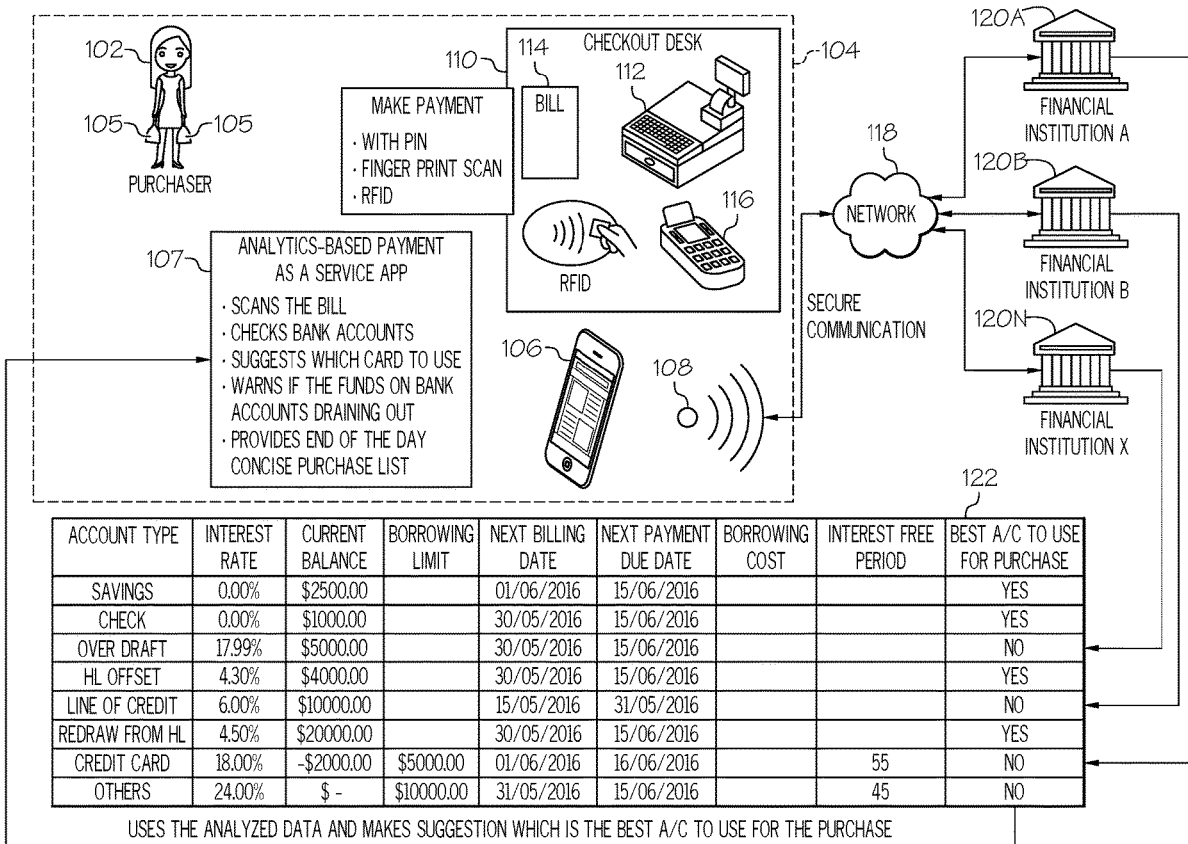 102
105
105
PURCHASER
104
110
CHECKOUT DESK
114
BILL
112
MAKE PAYMENT
· WITH PIN
· FINGER PRINT SCAN
· RFID
RFID
116
107
ANALYTICS-BASED PAYMENT
AS A SERVICE APP
· SCANS THE BILL
· CHECKS BANK ACCOUNTS
· SUGGESTS WHICH CARD TO USE
· WARNS IF THE FUNDS ON BANK
ACCOUNTS DRAINING OUT
· PROVIDES END OF THE DAY
CONCISE PURCHASE LIST
106
108
SECURE
COMMUNICATION
118
NETWORK
120A
FINANCIAL
INSTITUTION A
120B
FINANCIAL
INSTITUTION B
120N
FINANCIAL
INSTITUTION X
122
ACCOUNT TYPE INTEREST RATE CURRENT BALANCE BORROWING LIMIT NEXT BILLING DATE NEXT PAYMENT DUE DATE BORROWING COST INTEREST FREE PERIOD BEST A/C TO USE FOR PURCHASE
SAVINGS 0.00% $2500.00 01/06/2016 15/06/2016 YES
CHECK 0.00% $1000.00 30/05/2016 15/06/2016 YES
OVER DRAFT 17.99% $5000.00 30/05/2016 15/06/2016 NO
HL OFFSET 4.30% $4000.00 30/05/2016 15/06/2016 YES
LINE OF CREDIT 6.00% $10000.00 15/05/2016 31/05/2016 NO
REDRAW FROM HL 4.50% $20000.00 30/05/2016 15/06/2016 YES
CREDIT CARD 18.00% -$2000.00 $5000.00 01/06/2016 16/06/2016 55 NO
OTHERS 24.00% $ - $10000.00 31/05/2016 15/06/2016 45 NO
USES THE ANALYZED DATA AND MAKES SUGGESTION WHICH IS THE BEST A/C TO USE FOR THE PURCHASE